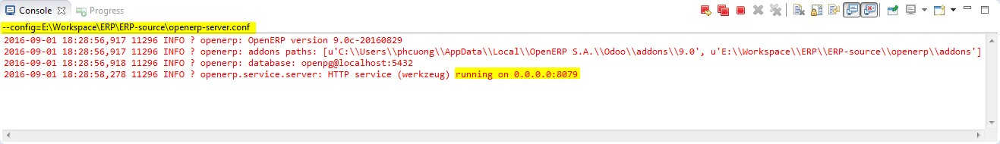 Console Progress
--config=E:\Workspace\ERP\ERP-source\openerp-server.conf
2016-09-01 18:28:56,917 11296 INFO ? openerp: OpenERP version 9.0c-20160829
2016-09-01 18:28:56,917 11296 INFO ? openerp: addons paths: [u'C:\\Users\\phcuong\\AppData\\Local\\OpenERP S.A.\\Odoo\\addons\\9.0', u'E:\\Workspace\\ERP\\ERP-source\\openerp\\addons']
2016-09-01 18:28:56,918 11296 INFO ? openerp: database: openpg@localhost:5432
2016-09-01 18:28:58,278 11296 INFO ? openerp.service.server: HTTP service (werkzeug) running on 0.0.0.0:8079